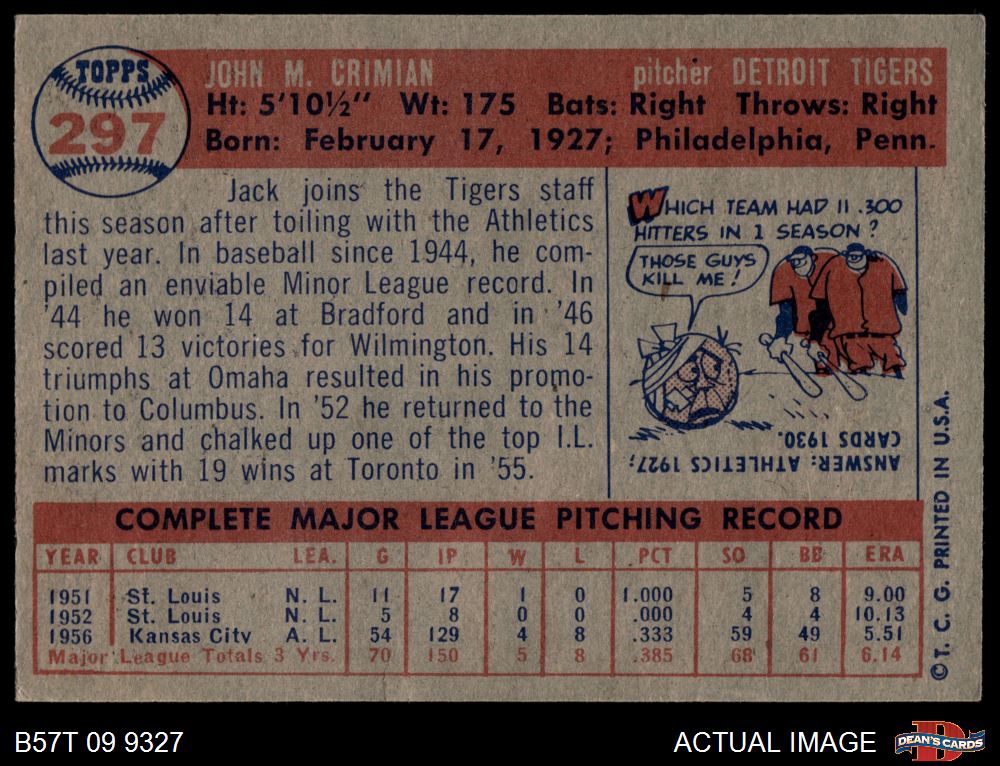 TOPPS
297
JOHN M. CRIMIAN pitcher DETROIT TIGERS
Ht: 5'10½" Wt: 175 Bats: Right Throws: Right
Born: February 17, 1927; Philadelphia, Penn.
Jack joins the Tigers staff
this season after toiling with the Athletics
last year. In baseball since 1944, he com-
piled an enviable Minor League record. In
'44 he won 14 at Bradford and in '46
scored 13 victories for Wilmington. His 14
triumphs at Omaha resulted in his promo-
tion to Columbus. In '52 he returned to the
Minors and chalked up one of the top I.L.
marks with 19 wins at Toronto in '55.
WHICH TEAM HAD 11 .300
HITTERS IN 1 SEASON?
THOSE GUYS
KILL ME!
ANSWER: ATHLETICS 1927;
CARDS 1930.
COMPLETE MAJOR LEAGUE PITCHING RECORD
YEAR CLUB LEA. G IP W L PCT SO BB ERA
1951 St. Louis N. L. 11 17 1 0 1.000 5 8 9.00
1952 St. Louis N. L. 5 8 0 0 .000 4 4 10.13
1956 Kansas City A. L. 54 129 4 8 .333 59 49 5.51
Major League Totals 3 Yrs. 70 150 5 8 .385 68 61 6.14
©T. C. G. PRINTED IN U.S.A.
B57T 09 9327 ACTUAL IMAGE
DEAN'S CARDS